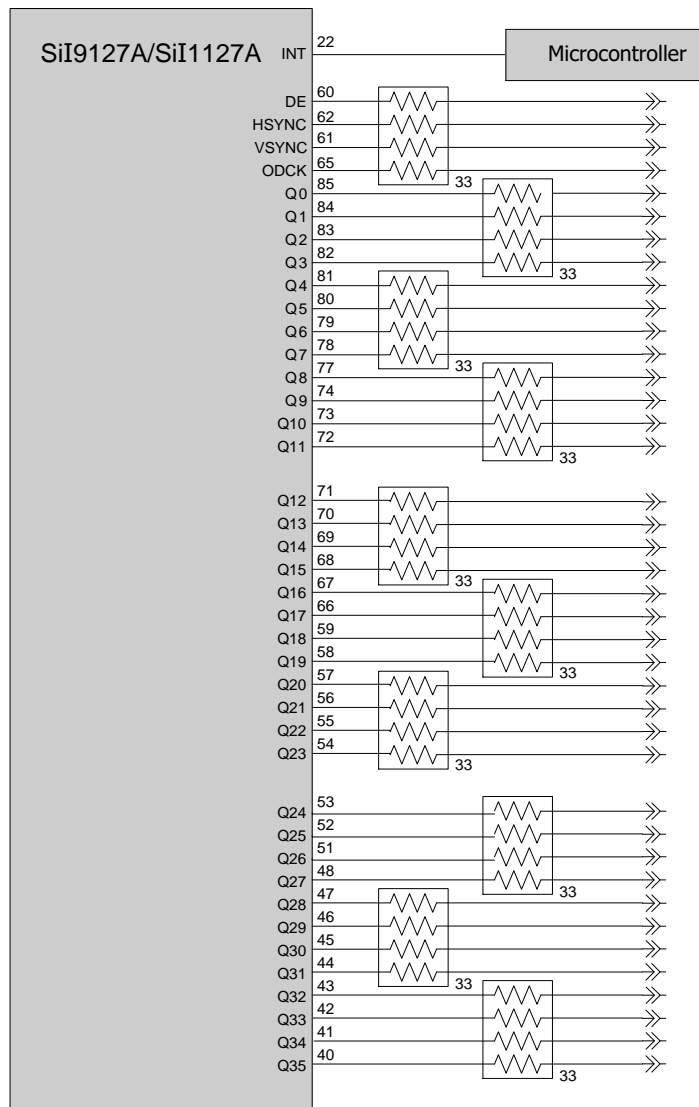 SiI9127A/SiI1127A
INT 22 Microcontroller
DE 60
HSYNC 62
VSYNC 61
ODCK 65
33
Q0 85
Q1 84
Q2 83
Q3 82
33
Q4 81
Q5 80
Q6 79
Q7 78
33
Q8 77
Q9 74
Q10 73
Q11 72
33
Q12 71
Q13 70
Q14 69
Q15 68
33
Q16 67
Q17 66
Q18 59
Q19 58
33
Q20 57
Q21 56
Q22 55
Q23 54
33
Q24 53
Q25 52
Q26 51
Q27 48
33
Q28 47
Q29 46
Q30 45
Q31 44
33
Q32 43
Q33 42
Q34 41
Q35 40
33